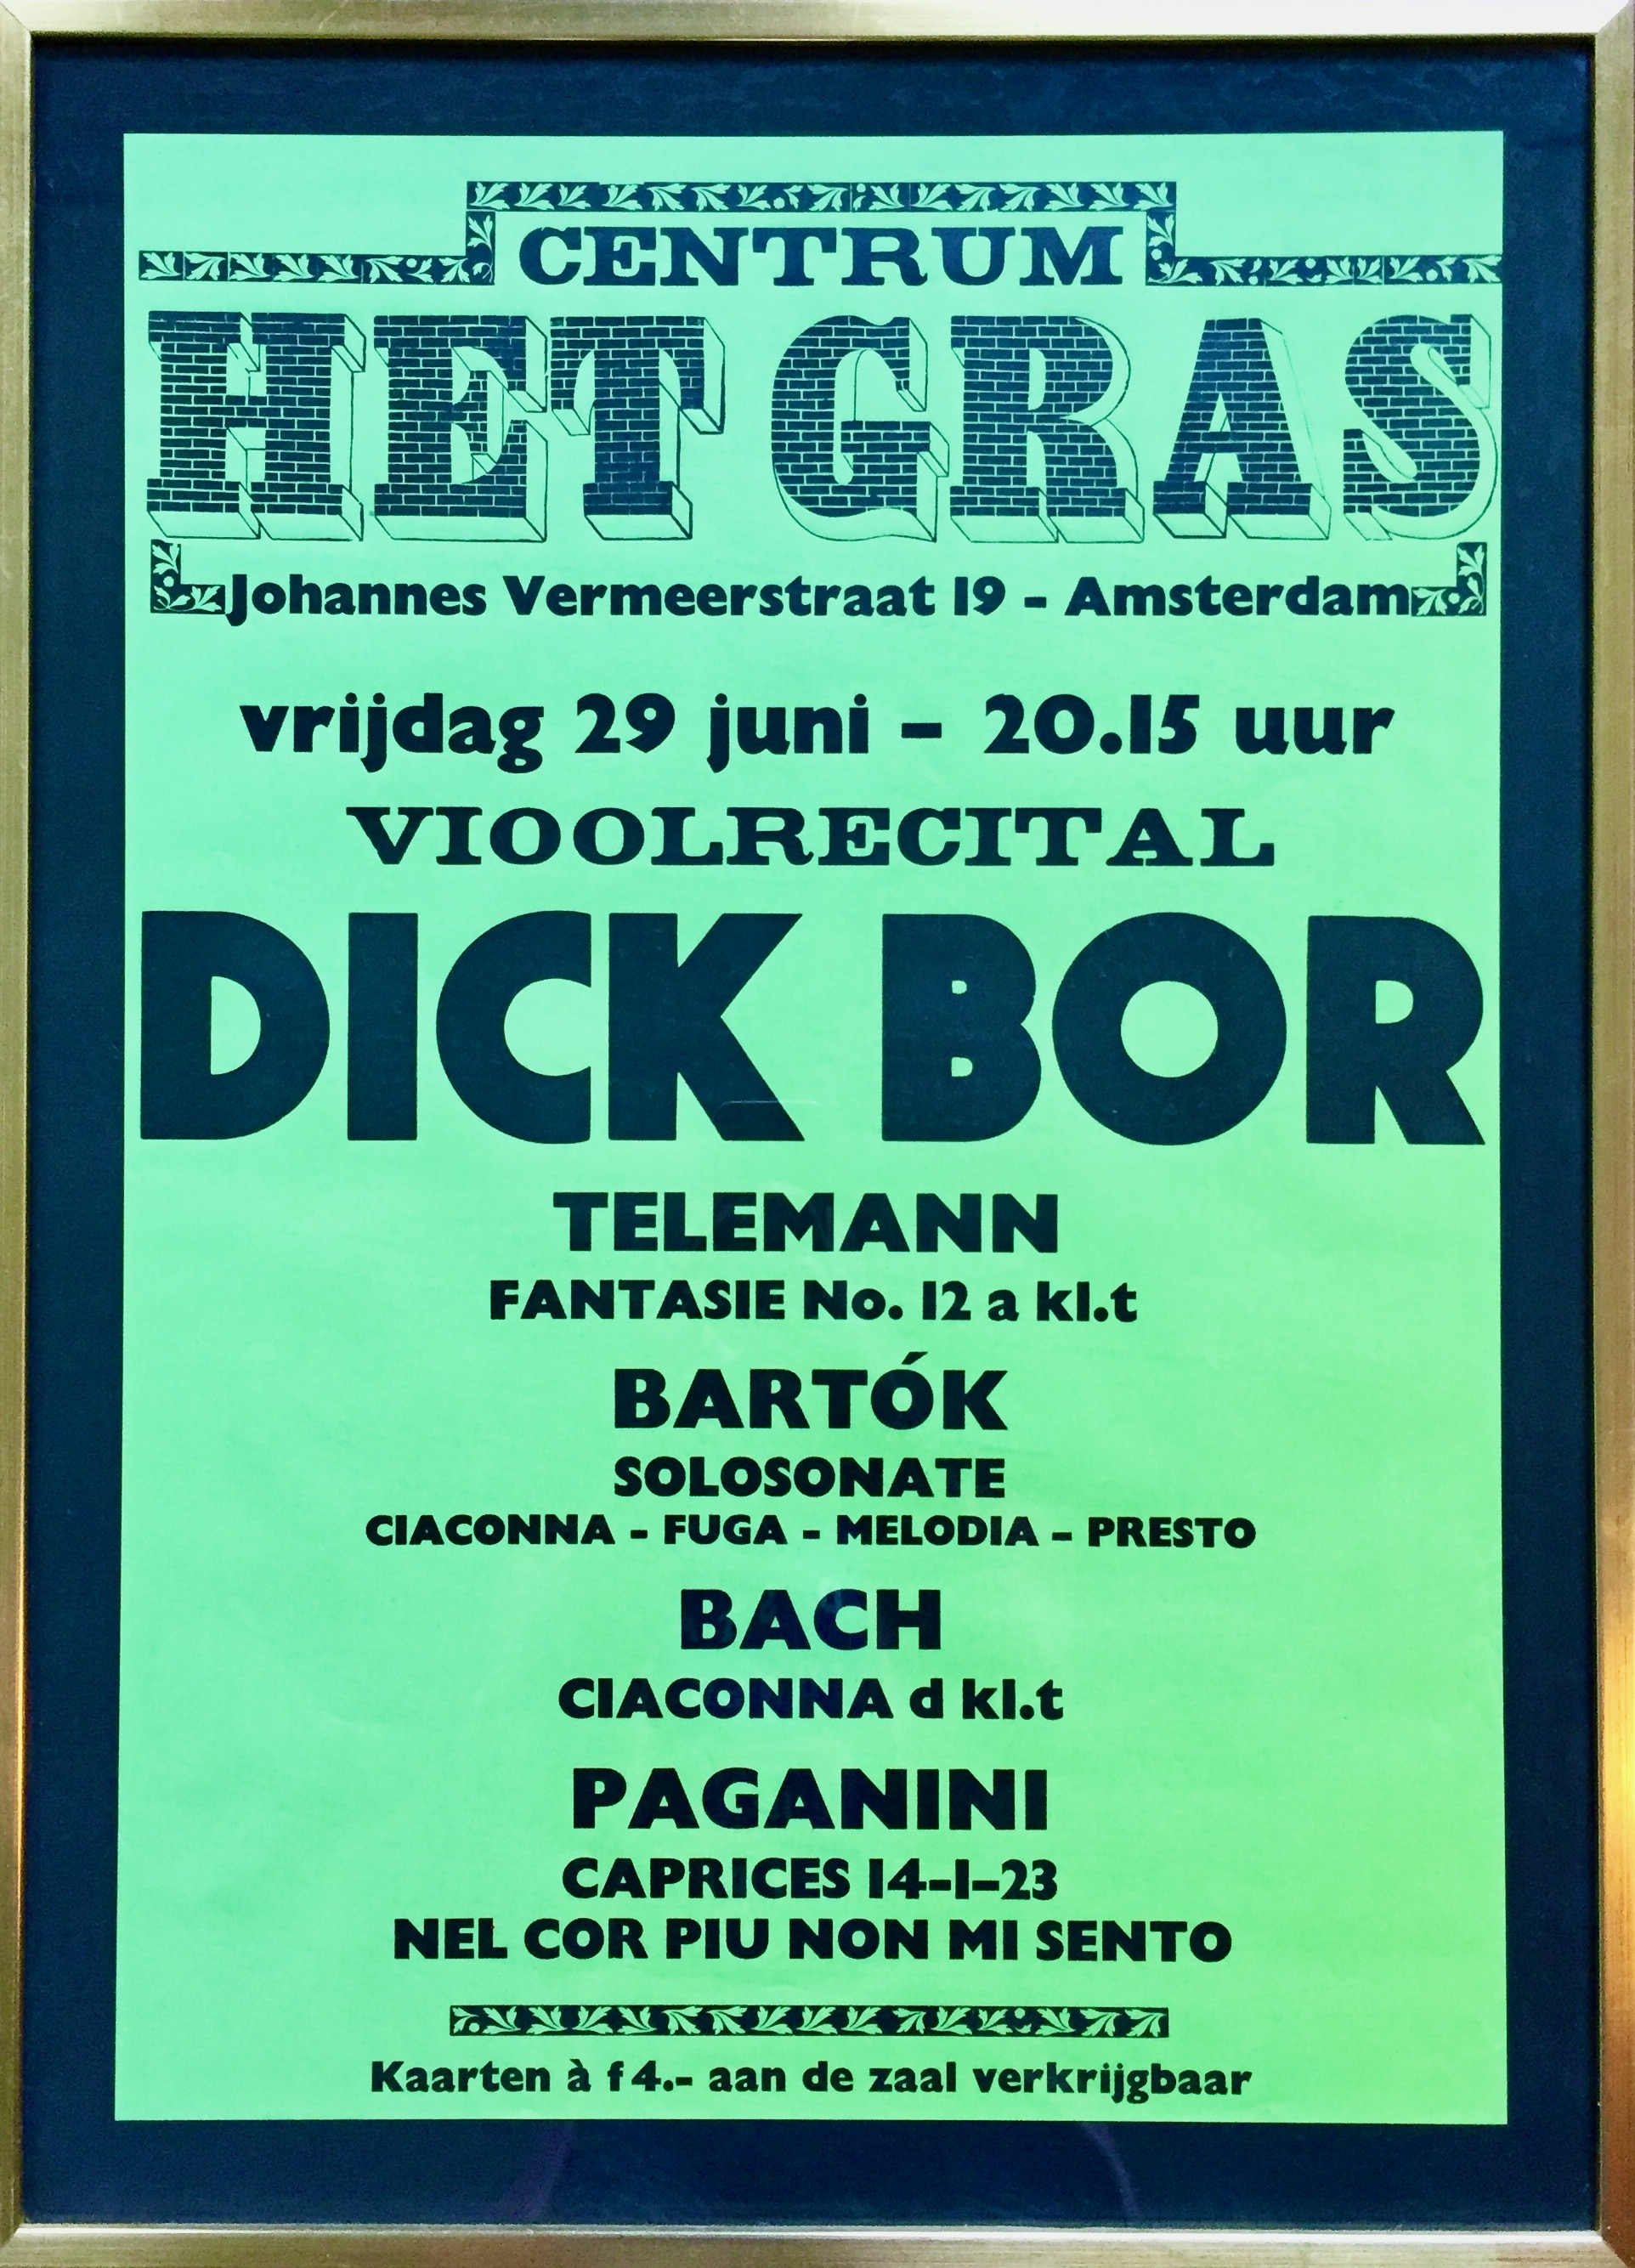 CENTRUM
HET GRAS
Johannes Vermeerstraat 19 - Amsterdam
vrijdag 29 juni - 20.15 uur
VIOOLRECITAL
DICK BOR
TELEMANN
FANTASIE No. 12 a kl.t
BARTÓK
SOLOSONATE
CIACONNA - FUGA - MELODIA - PRESTO
BACH
CIACONNA d kl.t
PAGANINI
CAPRICES 14-1-23
NEL COR PIU NON MI SENTO
Kaarten à f 4.- aan de zaal verkrijgbaar